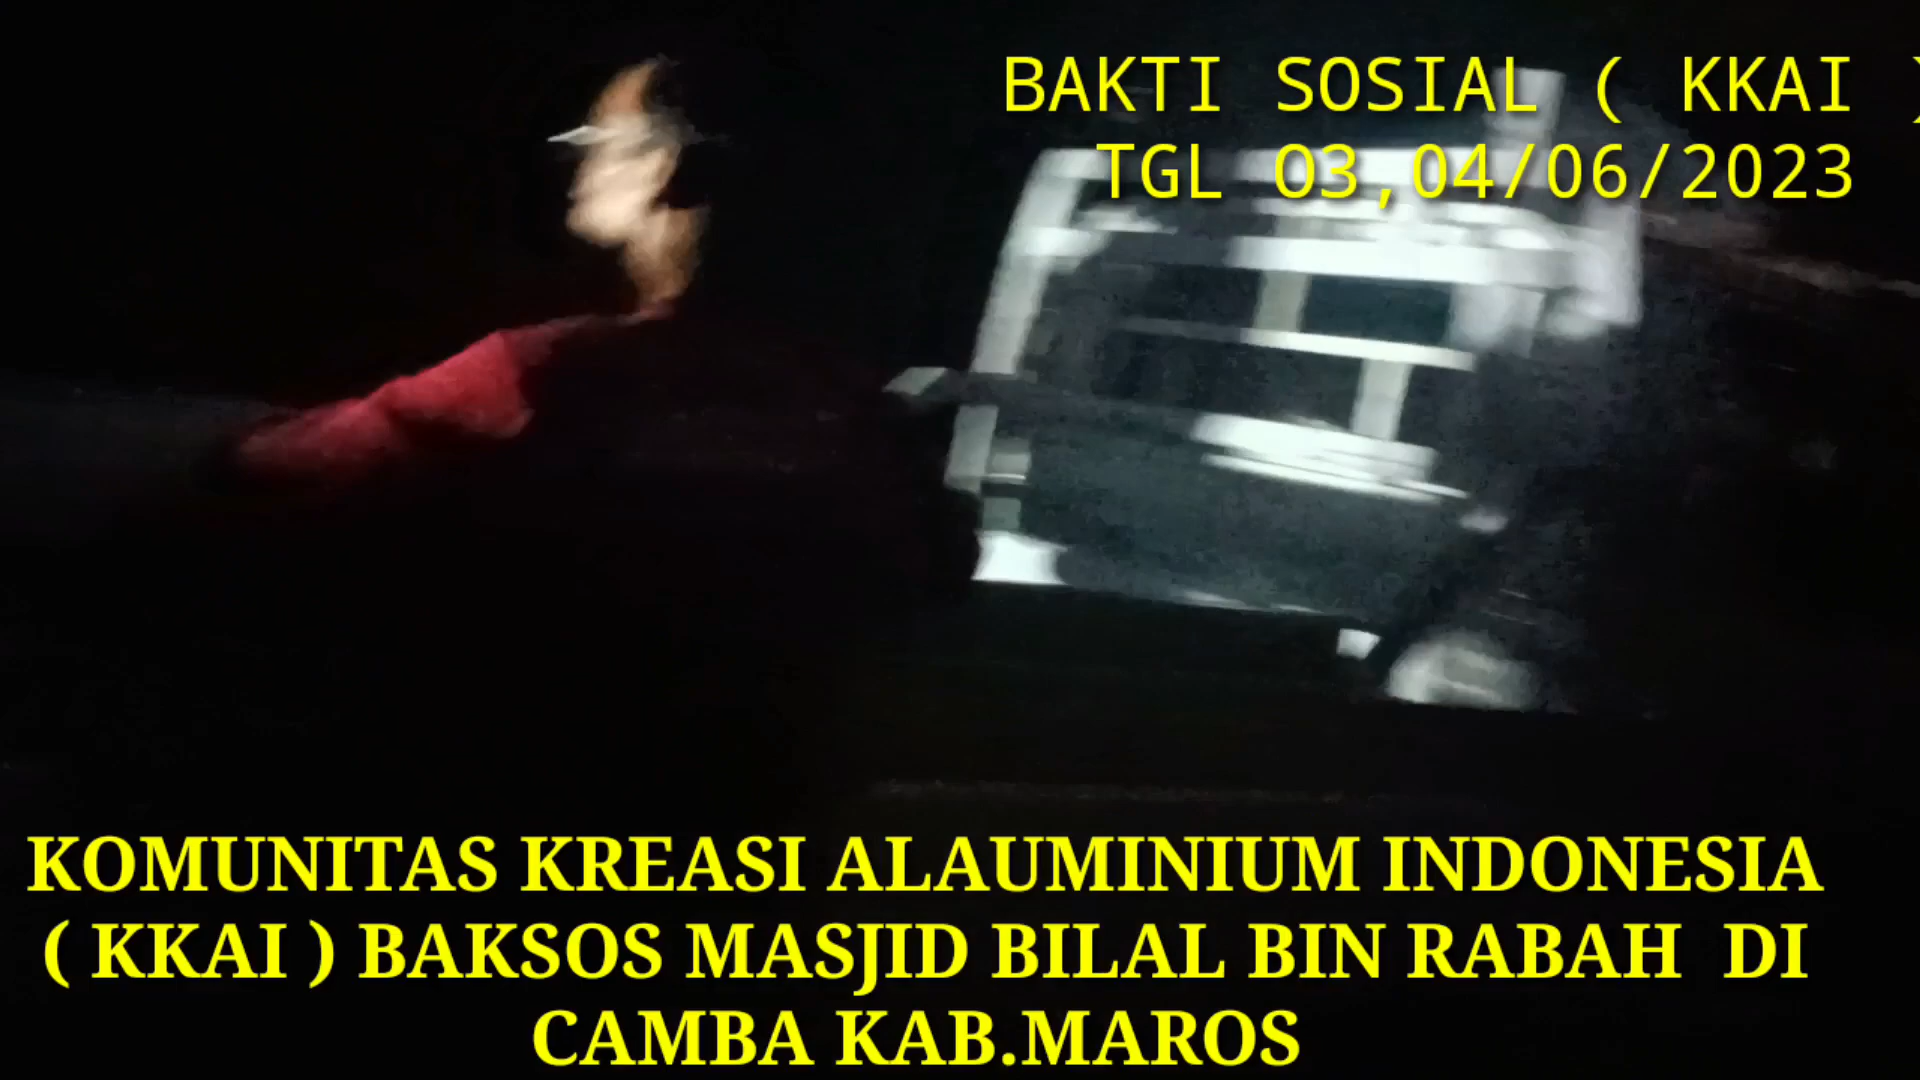 BAKTI SOSIAL ( KKAI )
TGL 03,04/06/2023
KOMUNITAS KREASI ALAUMINIUM INDONESIA
( KKAI ) BAKSOS MASJID BILAL BIN RABAH DI
CAMBA KAB.MAROS